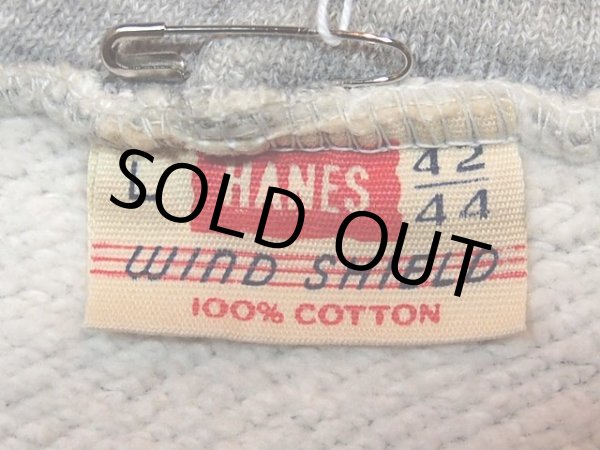 L HANES 42/44
WIND SHIELD
100% COTTON
SOLD OUT